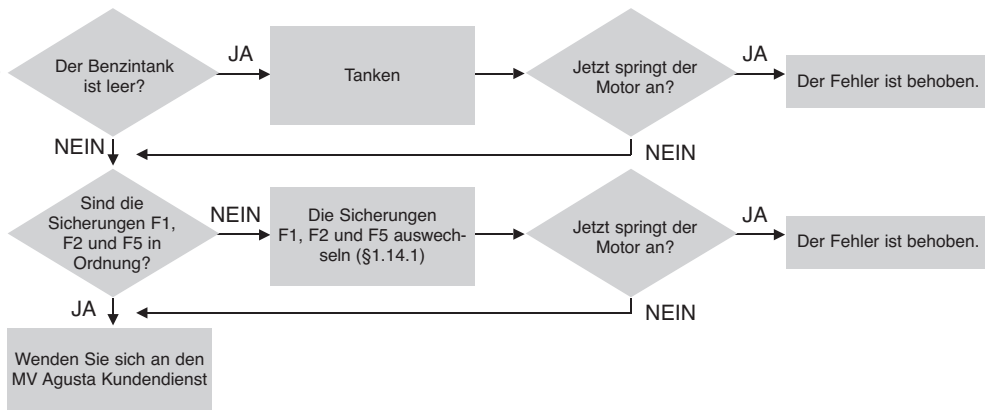 Der Benzintank
ist leer?
JA
Tanken
Jetzt springt der
Motor an?
JA
Der Fehler ist behoben.
NEIN
NEIN
Sind die
Sicherungen F1,
F2 und F5 in
Ordnung?
NEIN
Die Sicherungen
F1, F2 und F5 auswech-
seln (§1.14.1)
Jetzt springt der
Motor an?
JA
Der Fehler ist behoben.
JA
NEIN
Wenden Sie sich an den
MV Agusta Kundendienst